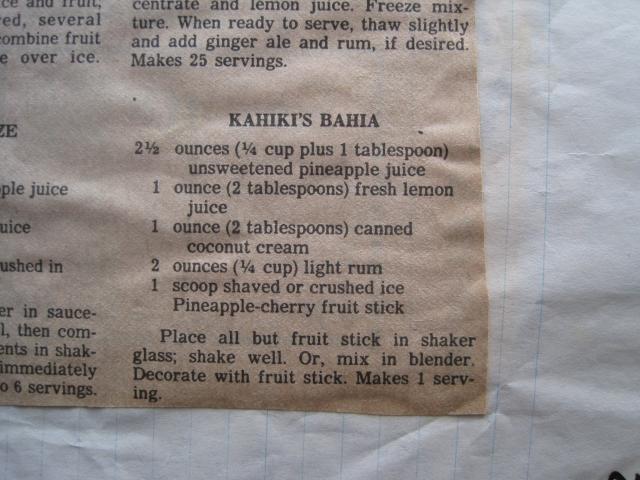 ice and fruit,
red, several
combine fruit
e over ice.
ZE
ple juice
uice
ushed in
er in sauce-
l, then com-
ents in shak-
immediately
o 6 servings.
centrate and lemon juice. Freeze mix-
ture. When ready to serve, thaw slightly
and add ginger ale and rum, if desired.
Makes 25 servings.
KAHIKI'S BAHIA
2½ ounces (¼ cup plus 1 tablespoon)
unsweetened pineapple juice
1 ounce (2 tablespoons) fresh lemon
juice
1 ounce (2 tablespoons) canned
coconut cream
2 ounces (¼ cup) light rum
1 scoop shaved or crushed ice
Pineapple-cherry fruit stick
Place all but fruit stick in shaker
glass; shake well. Or, mix in blender.
Decorate with fruit stick. Makes 1 serv-
ing.